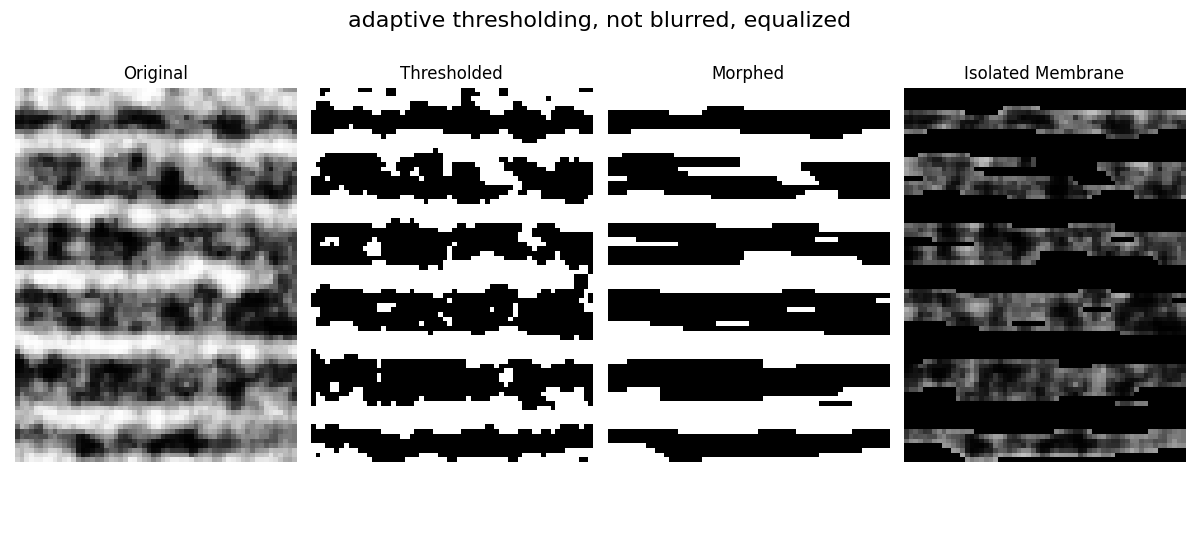 adaptive thresholding, not blurred, equalized
Original
Thresholded
Morphed
Isolated Membrane